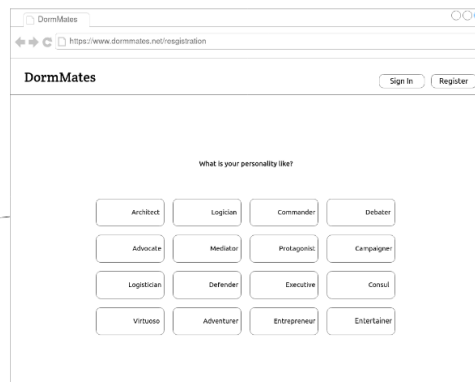 DormMates
https://www.dormmates.net/resgistration
DormMates
Sign In
Register
What is your personality like?
Architect
Logician
Commander
Debater
Advocate
Mediator
Protagonist
Campaigner
Logistician
Defender
Executive
Consul
Virtuoso
Adventurer
Entrepreneur
Entertainer